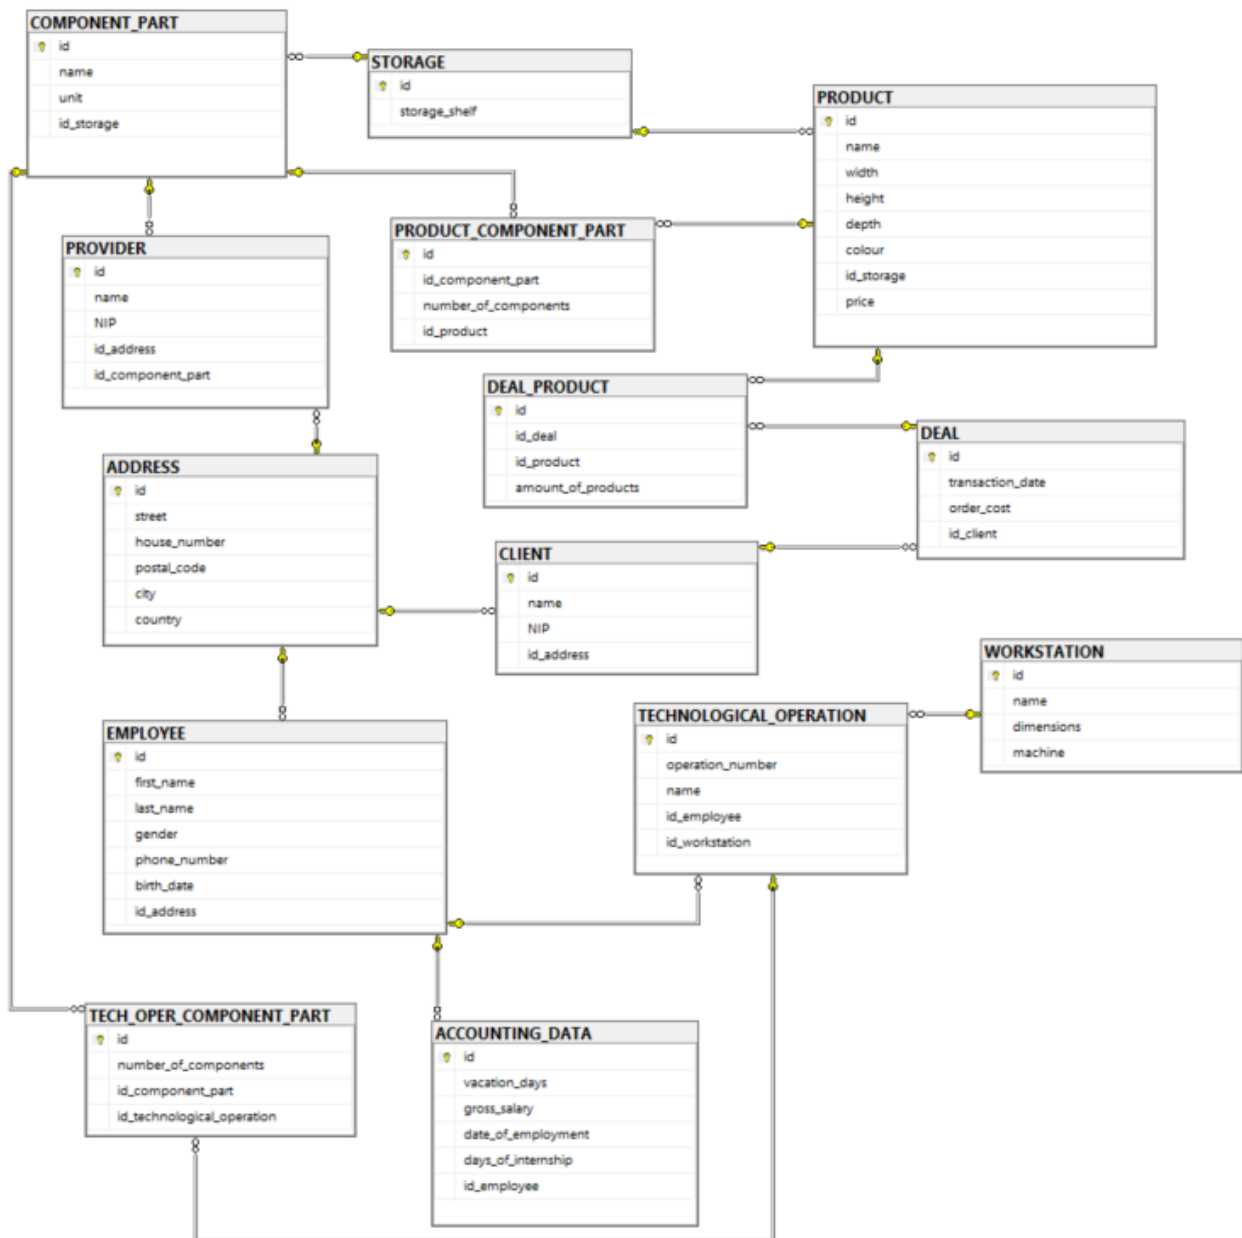 COMPONENT_PART
id
name
unit
id_storage
STORAGE
id
storage_shelf
PRODUCT
id
name
width
height
depth
colour
id_storage
price
PROVIDER
id
name
NIP
id_address
id_component_part
PRODUCT_COMPONENT_PART
id
id_component_part
number_of_components
id_product
DEAL_PRODUCT
id
id_deal
id_product
amount_of_products
DEAL
id
transaction_date
order_cost
id_client
ADDRESS
id
street
house_number
postal_code
city
country
CLIENT
id
name
NIP
id_address
WORKSTATION
id
name
dimensions
machine
EMPLOYEE
id
first_name
last_name
gender
phone_number
birth_date
id_address
TECHNOLOGICAL_OPERATION
id
operation_number
name
id_employee
id_workstation
TECH_OPER_COMPONENT_PART
id
number_of_components
id_component_part
id_technological_operation
ACCOUNTING_DATA
id
vacation_days
gross_salary
date_of_employment
days_of_internship
id_employee